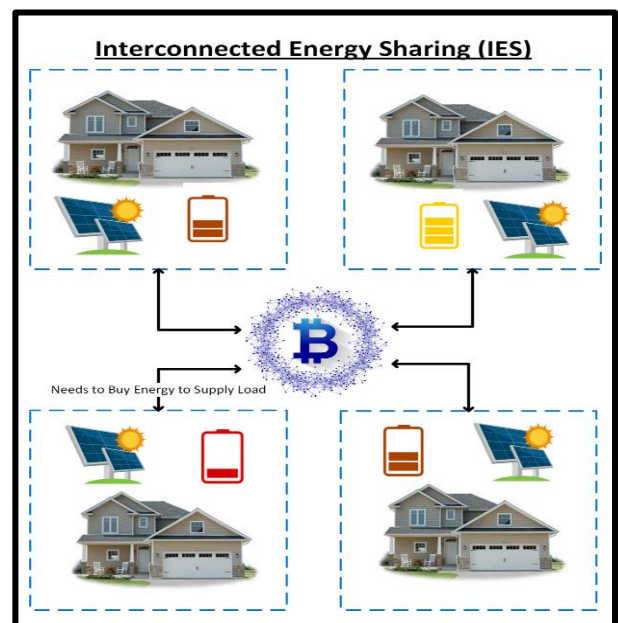 Interconnected Energy Sharing (IES)
B
Needs to Buy Energy to Supply Load